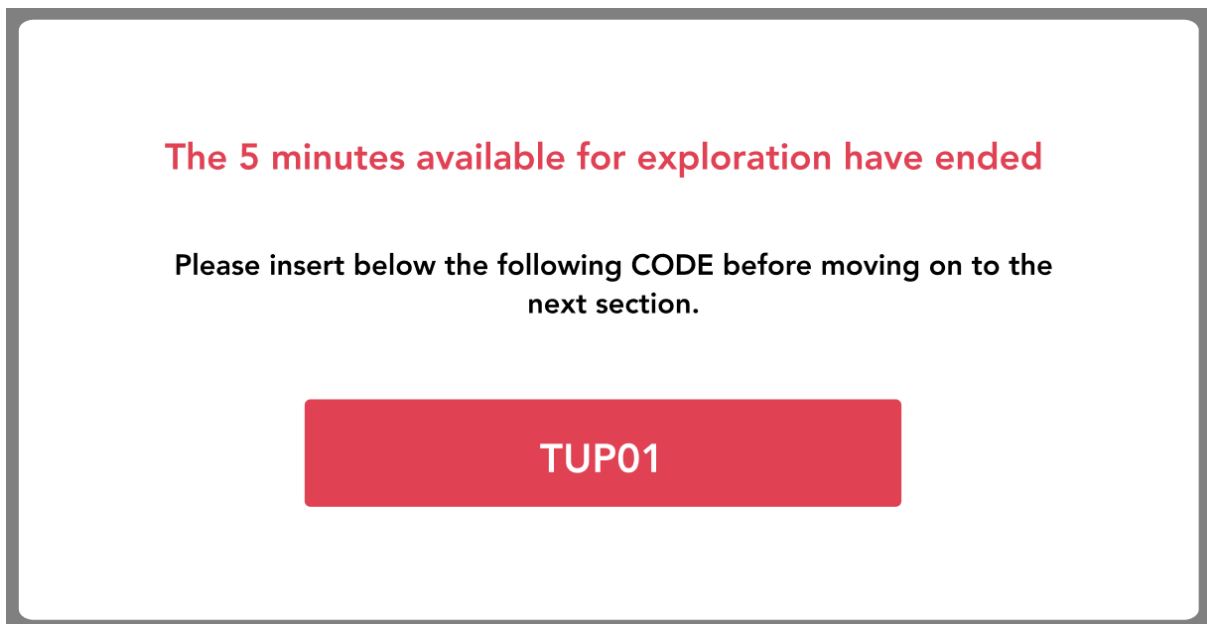 The 5 minutes available for exploration have ended
Please insert below the following CODE before moving on to the
next section.
TUP01